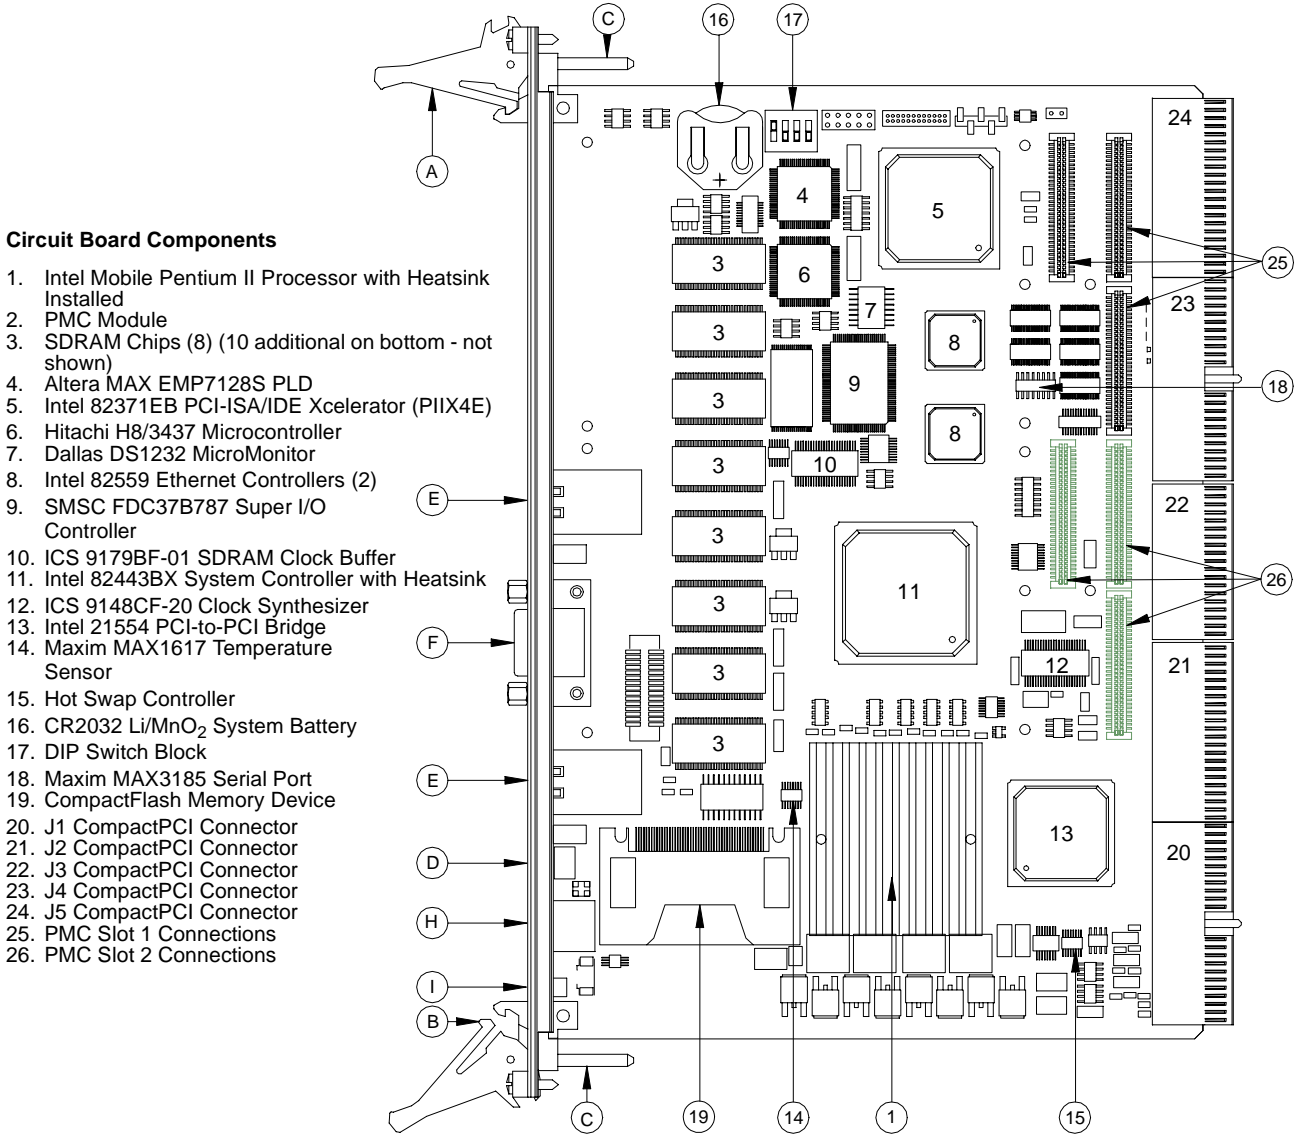 C
16
17
24
A
4
5
Circuit Board Components
1. Intel Mobile Pentium II Processor with Heatsink
Installed
2. PMC Module
3. SDRAM Chips (8) (10 additional on bottom - not
shown)
4. Altera MAX EMP7128S PLD
5. Intel 82371EB PCI-ISA/IDE Xcelerator (PIIX4E)
6. Hitachi H8/3437 Microcontroller
7. Dallas DS1232 MicroMonitor
8. Intel 82559 Ethernet Controllers (2)
9. SMSC FDC37B787 Super I/O
Controller
10. ICS 9179BF-01 SDRAM Clock Buffer
11. Intel 82443BX System Controller with Heatsink
12. ICS 9148CF-20 Clock Synthesizer
13. Intel 21554 PCI-to-PCI Bridge
14. Maxim MAX1617 Temperature
Sensor
15. Hot Swap Controller
16. CR2032 Li/MnO2 System Battery
17. DIP Switch Block
18. Maxim MAX3185 Serial Port
19. CompactFlash Memory Device
20. J1 CompactPCI Connector
21. J2 CompactPCI Connector
22. J3 CompactPCI Connector
23. J4 CompactPCI Connector
24. J5 CompactPCI Connector
25. PMC Slot 1 Connections
26. PMC Slot 2 Connections
3
6
25
23
7
3
8
9
18
3
8
3
10
E
22
3
11
26
3
F
3
12
21
3
E
13
20
D
H
I
B
C
19
14
1
15